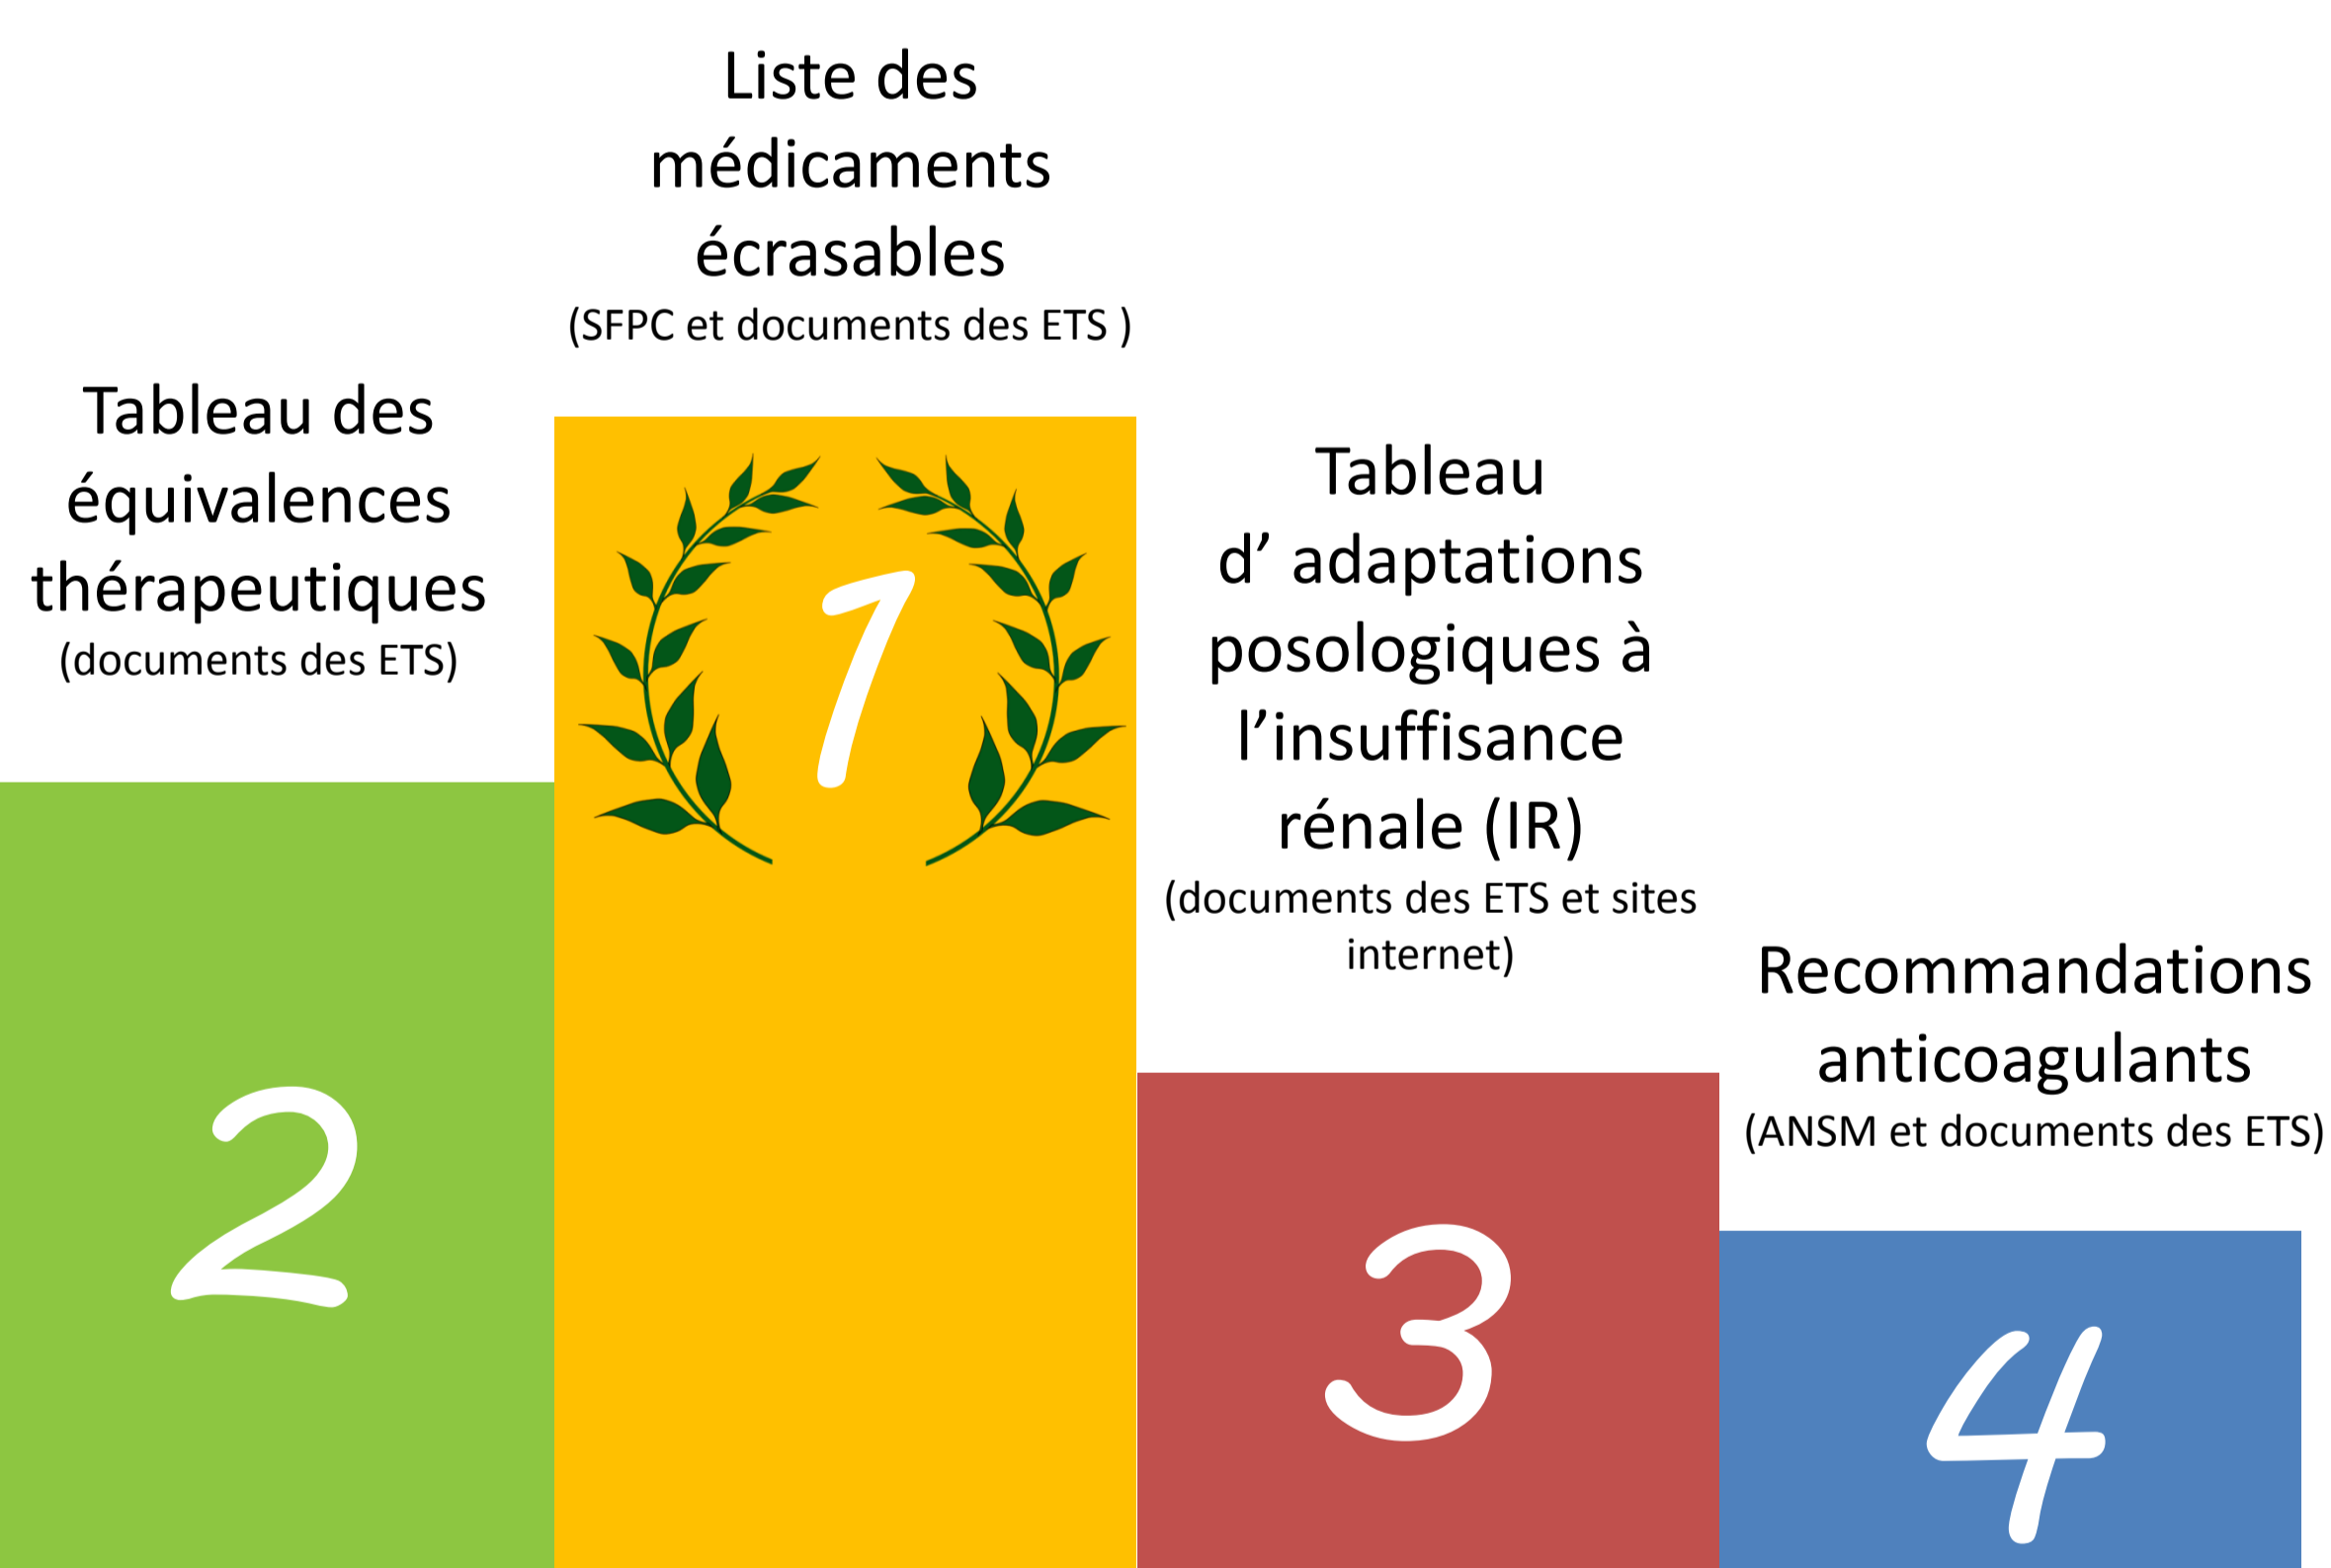 Liste des
médicaments
écrasables
(SFPC et documents des ETS )
Tableau des
équivalences
thérapeutiques
(documents des ETS)
1
Tableau
d’ adaptations
posologiques à
l’insuffisance
rénale (IR)
(documents des ETS et sites
internet)
Recommandations
anticoagulants
(ANSM et documents des ETS)
2
3
4